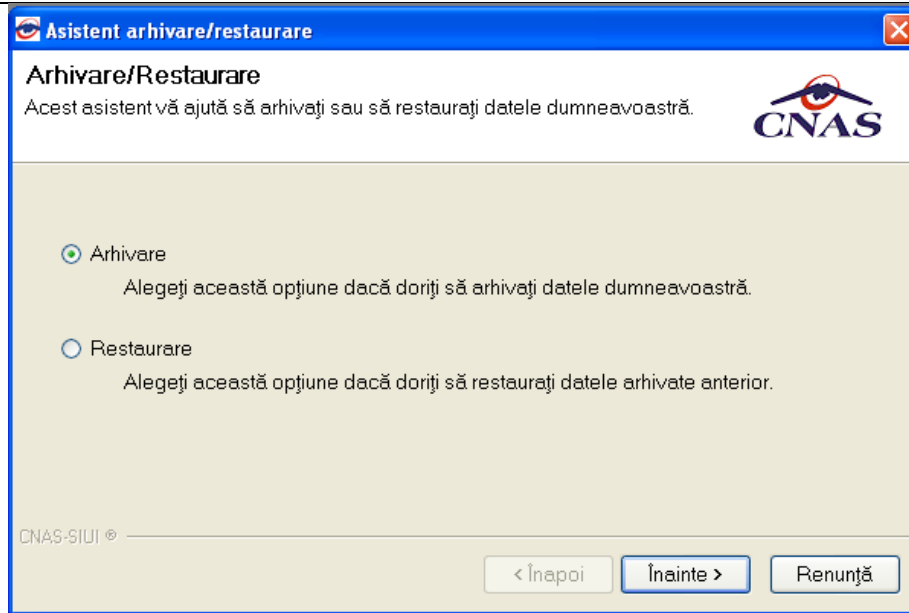 Asistent arhivare/restaurare
Arhivare/Restaurare
Acest asistent vă ajută să arhivaţi sau să restauraţi datele dumneavoastră.
CNAS
Arhivare
Alegeţi această opţiune dacă doriţi să arhivaţi datele dumneavoastră.
Restaurare
Alegeţi această opţiune dacă doriţi să restauraţi datele arhivate anterior.
CNAS-SIUI ®
< Înapoi Înainte > Renunţă